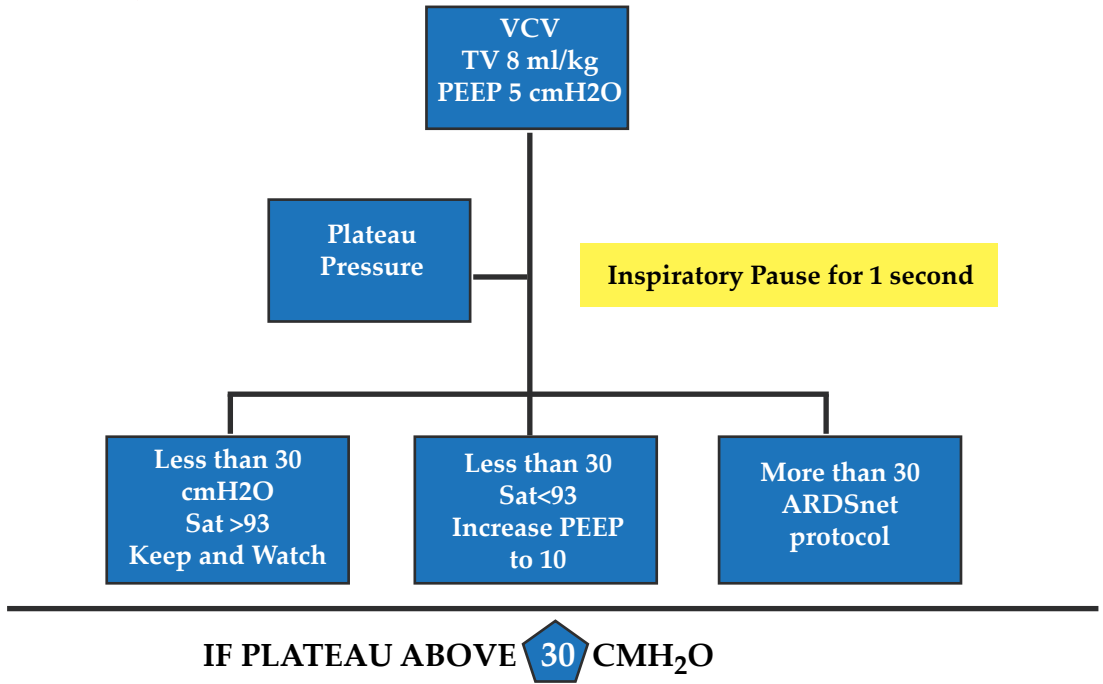 VCV
TV 8 ml/kg
PEEP 5 cmH2O
Plateau
Pressure
Inspiratory Pause for 1 second
Less than 30
cmH2O
Sat >93
Keep and Watch
Less than 30
Sat<93
Increase PEEP
to 10
More than 30
ARDSnet
protocol
IF PLATEAU ABOVE 30 CMH₂O